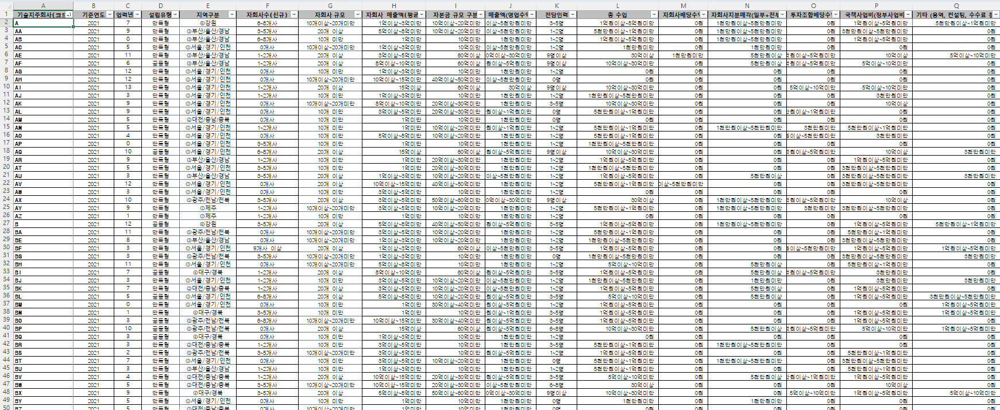 A B C D E F G H I J K L M N O P Q
1 기술지주회사(코드 기준연도 업력년 설립유형 지역구분 자회사수(신규) 자회사 규모 자회사 매출액(평균 자본금 규모 구분 매출액(영업수익 전담인력 총 수입 자회사배당수익 자회사지분매각(일부+전부 투자조합배당수익 국책사업비(정부사업비 기타 (용역, 컨설팅, 수수료 등
2 A 2021 7 단독형 ⑥강원 6~8개사 10개이상~20개미만 1억이상~3억미만 10억미만 이상~5천만원미만 3~5명 1억원이상~5억원미만 0원 1천만원이상~5천만원미만 0원 1억원이상~5억원미만 5천만원이상~1억원미만
3 AA 2021 9 단독형 ③부산/울산/경남 3~5개사 20개 이상 5억이상~8억미만 10억이상~20억미만 이상~5천만원미만 1~2명 5천만원이상~1억원미만 0원 1천만원이상~5천만원미만 0원 3천만원이상~5천만원미만 0원
4 AB 2021 0 단독형 ③부산/울산/경남 6~8개사 10개 미만 1억미만 10억미만 1천만원미만 1~2명 1억원이상~5억원미만 0원 1천만원이상~5천만원미만 0원 1억원이상~5억원미만 0원
5 AC 2021 5 단독형 ①서울/경기/인천 0개사 10개이상~20개미만 1억이상~3억미만 10억미만 이상~5천만원미만 1~2명 1천만원미만 0원 1천만원미만 0원 0원 0원
6 AE 2021 11 단독형 ③부산/울산/경남 1~2개사 20개 이상 3억이상~5억미만 60억이상 0억이상~30억원미만 9명이상 30억이상 1천만원미만 5천만원이상 억원이상~5억원미만 10억이상 5억이상~10억미만
7 AF 2021 6 공동형 ③부산/울산/경남 1~2개사 20개 이상 8억이상~10억미만 60억이상 원이상~5억원미만 9명이상 10억이상~30억미만 0원 5천만원이상 0원 5억이상~10억미만 0원
8 AG 2021 12 단독형 ①서울/경기/인천 0개사 10개 미만 1억이상~3억미만 10억미만 1천만원미만 1~2명 0원 0원 0원 0원 0원 0원
9 AH 2021 12 단독형 ①서울/경기/인천 0개사 10개이상~20개미만 10억이상~15억미만 40억이상~50억미만 이상~5천만원미만 0명 0원 0원 0원 0원 0원 0원
10 AI 2021 13 단독형 ①서울/경기/인천 1~2개사 20개 이상 15억이상 60억이상 30억이상 9명이상 10억이상~30억미만 0원 0원 5억이상~10억미만 5억이상~10억미만 0원
11 AJ 2021 3 단독형 ①서울/경기/인천 1~2개사 10개 미만 1억이상~3억미만 10억미만 1천만원미만 1~2명 1천만원이상~5천만원미만 0원 0원 0원 3천만원미만 0원
12 AK 2021 9 단독형 ①서울/경기/인천 0개사 10개이상~20개미만 8억이상~10억미만 20억이상~30억미만 1천만원미만 3~5명 10억이상~30억미만 0원 0원 0원 10억이상 0원
13 AL 2021 9 단독형 ①서울/경기/인천 0개사 10개 미만 3억이상~5억미만 20억이상~30억미만 원이상~1억원미만 0명 5천만원이상~1억원미만 0원 0원 만원이상~1억원미만 0원 0원
14 AM 2021 5 단독형 ②대전/충남/충북 0개사 10개 미만 1억미만 10억미만 1천만원미만 0명 0원 0원 0원 0원 0원 0원
15 AN 2021 5 단독형 ①서울/경기/인천 1~2개사 10개 미만 1억미만 10억이상~20억미만 원이상~1억원미만 1~2명 5천만원이상~1억원미만 0원 1천만원이상~5천만원미만 3천만원미만 5천만원이상~1억원미만 0원
16 AO 2021 4 단독형 ①서울/경기/인천 0개사 10개 미만 5억이상~8억미만 10억이상~20억미만 1천만원미만 1~2명 5천만원이상~1억원미만 0원 0원 원이상~5천만원미만 3천만원미만 0원
17 AP 2021 0 단독형 ①서울/경기/인천 3~5개사 10개 미만 1억미만 10억미만 1천만원미만 1~2명 1천만원이상~5천만원미만 0원 0원 0원 0원 0원
18 AQ 2021 10 공동형 ①서울/경기/인천 6~8개사 20개 이상 15억이상 60억이상 원이상~5억원미만 9명이상 10억이상~30억미만 0원 0원 억원이상~5억원미만 10억이상 3천만원미만
19 AR 2021 9 단독형 ③부산/울산/경남 1~2개사 10개 미만 1억미만 20억이상~30억미만 1천만원미만 1~2명 1억원이상~5억원미만 0원 0원 0원 1억원이상~5억원미만 0원
20 AT 2021 5 단독형 ①서울/경기/인천 3~5개사 10개 미만 1억미만 20억이상~30억미만 1천만원미만 1~2명 1천만원이상~5천만원미만 0원 0원 0원 3천만원이상~5천만원미만 0원
21 AU 2021 3 단독형 ③부산/울산/경남 3~5개사 20개 이상 1억이상~3억미만 10억이상~20억미만 이상~5천만원미만 1~2명 1억원이상~5억원미만 0원 5천만원이상 0원 3천만원이상~5천만원미만 3천만원미만
22 AV 2021 12 단독형 ①서울/경기/인천 0개사 20개 이상 10억이상~15억미만 40억이상~50억미만 1천만원미만 1~2명 5천만원이상~1억원미만 이상~5천만원미만 0원 0원 3천만원이상~5천만원미만 0원
23 AW 2021 3 단독형 ①서울/경기/인천 0개사 10개 미만 3억이상~5억미만 10억미만 1천만원미만 1~2명 0원 0원 0원 0원 0원 0원
24 AX 2021 10 공동형 ⑤광주/전남/전북 3~5개사 20개 이상 3억이상~5억미만 50억이상~60억미만 0억이상~30억원미만 9명이상 30억이상 0원 1천만원이상~5천만원미만 억원이상~5억원미만 10억이상 0원
25 AY 2021 9 단독형 ⑦제주 1~2개사 10개이상~20개미만 3억이상~5억미만 10억이상~20억미만 1천만원미만 1~2명 5천만원이상~1억원미만 0원 1천만원이상~5천만원미만 3천만원미만 3천만원이상~5천만원미만 0원
26 AZ 2021 1 단독형 ⑦제주 1~2개사 10개 미만 1억미만 10억미만 1천만원미만 1~2명 0원 0원 0원 0원 0원 0원
27 B 2021 12 공동형 ⑥강원 3~5개사 20개 이상 5억이상~8억미만 40억이상~50억미만 원이상~5억원미만 3~5명 1억원이상~5억원미만 0원 1천만원이상~5천만원미만 0원 1억원이상~5억원미만 5천만원이상~1억원미만
28 BA 2021 11 공동형 ⑤광주/전남/전북 0개사 10개이상~20개미만 3억이상~5억미만 10억이상~20억미만 1천만원미만 1~2명 5천만원이상~1억원미만 0원 0원 0원 5천만원이상~1억원미만 0원
29 BE 2021 8 단독형 ③부산/울산/경남 0개사 10개이상~20개미만 1억이상~3억미만 10억미만 1천만원미만 1~2명 1천만원이상~5천만원미만 0원 0원 0원 3천만원이상~5천만원미만 0원
30 BF 2021 3 공동형 ①서울/경기/인천 9개사 이상 20개 이상 1억이상~3억미만 60억이상 이상~5천만원미만 3~5명 1억원이상~5억원미만 0원 0원 원이상~5천만원미만 1억원이상~5억원미만 1억원이상~5억원미만
31 BG 2021 3 단독형 ⑤광주/전남/전북 3~5개사 10개이상~20개미만 1억이상~3억미만 10억미만 1천만원미만 0명 1천만원이상~5천만원미만 0원 0원 0원 3천만원이상~5천만원미만 3천만원미만
32 BH 2021 11 단독형 ①서울/경기/인천 0개사 10개이상~20개미만 5억이상~8억미만 10억미만 1천만원미만 1~2명 5억이상~10억미만 0원 5천만원이상 0원 5천만원이상~1억원미만 0원
33 BI 2021 7 공동형 ④대구/경북 1~2개사 20개 이상 8억이상~10억미만 60억이상 원이상~5억원미만 3~5명 1억원이상~5억원미만 0원 0원 억원이상~5억원미만 3천만원미만 0원
34 BJ 2021 3 단독형 ①서울/경기/인천 1~2개사 10개 미만 3억이상~5억미만 10억미만 이상~5천만원미만 1~2명 1천만원이상~5천만원미만 0원 1천만원미만 0원 3천만원미만 3천만원미만
35 BK 2021 7 단독형 ②대전/충남/충북 1~2개사 20개 이상 3억이상~5억미만 10억이상~20억미만 이상~5천만원미만 1~2명 1억원이상~5억원미만 0원 5천만원이상 0원 1억원이상~5억원미만 0원
36 BL 2021 5 공동형 ①서울/경기/인천 6~8개사 20개 이상 5억이상~8억미만 10억이상~20억미만 원이상~5억원미만 3~5명 5억이상~10억미만 0원 5천만원이상 0원 1억원이상~5억원미만 3천만원이상~5천만원미만
37 BM 2021 0 단독형 ①서울/경기/인천 0개사 10개 미만 1억미만 30억이상~40억미만 1천만원미만 1~2명 1억원이상~5억원미만 0원 0원 0원 0원 1억원이상~5억원미만
38 BN 2021 1 단독형 ④대구/경북 3~5개사 10개 미만 1억미만 10억미만 원이상~1억원미만 3~5명 1억원이상~5억원미만 0원 0원 0원 1억원이상~5억원미만 1억원이상~5억원미만
39 BO 2021 3 공동형 ⑤광주/전남/전북 6~8개사 10개이상~20개미만 10억이상~15억미만 30억이상~40억미만 원이상~5억원미만 3~5명 1억원이상~5억원미만 0원 0원 0원 1억원이상~5억원미만 0원
40 BP 2021 10 공동형 ⑤광주/전남/전북 0개사 20개 이상 15억이상 60억이상 원이상~5억원미만 6~8명 10억이상~30억미만 0원 5천만원이상 억원이상~5억원미만 5억이상~10억미만 1억원이상~5억원미만
41 BQ 2021 3 공동형 ④대구/경북 0개사 10개 미만 1억이상~3억미만 10억미만 1천만원미만 1~2명 0원 0원 0원 0원 0원 0원
42 BR 2021 3 단독형 ②대전/충남/충북 1~2개사 10개 미만 3억이상~5억미만 10억미만 1천만원미만 3~5명 5천만원이상~1억원미만 0원 1천만원이상~5천만원미만 0원 0원 0원
43 BS 2021 2 공동형 ⑤광주/전남/전북 3~5개사 10개이상~20개미만 3억이상~5억미만 10억미만 원이상~5억원미만 1~2명 1억원이상~5억원미만 0원 0원 0원 5천만원이상~1억원미만 0원
44 BT 2021 7 단독형 ①서울/경기/인천 0개사 10개 미만 3억이상~5억미만 10억이상~20억미만 1천만원미만 0명 5천만원이상~1억원미만 0원 1천만원이상~5천만원미만 0원 3천만원이상~5천만원미만 0원
45 BU 2021 3 단독형 ③부산/울산/경남 1~2개사 10개 미만 1억이상~3억미만 10억미만 1천만원미만 1~2명 5천만원이상~1억원미만 0원 0원 0원 5천만원이상~1억원미만 0원
46 BV 2021 4 단독형 ②대전/충남/충북 1~2개사 20개 이상 10억이상~15억미만 20억이상~30억미만 원이상~5억원미만 3~5명 5억이상~10억미만 0원 5천만원이상 만원이상~1억원미만 1억원이상~5억원미만 0원
47 BW 2021 5 단독형 ②대전/충남/충북 3~5개사 10개이상~20개미만 10억이상~15억미만 20억이상~30억미만 이상~5천만원미만 6~8명 30억이상 0원 0원 0원 10억이상 0원
48 BX 2021 9 단독형 ④대구/경북 3~5개사 20개 이상 5억이상~8억미만 50억이상~60억미만 0억이상~30억원미만 9명이상 10억이상~30억미만 0원 0원 5억이상~10억미만 1억원이상~5억원미만 5억이상~10억미만
49 BY 2021 5 단독형 ①서울/경기/인천 0개사 10개 미만 1억미만 10억미만 1천만원미만 0명 1천만원미만 0원 1천만원미만 0원 0원 0원
50 BZ 2021 5 단독형 ②대전/충남/충북 0개사 10개이상~20개미만 1억미만 10억미만 1천만원미만 0명 0원 0원 0원 0원 0원 0원